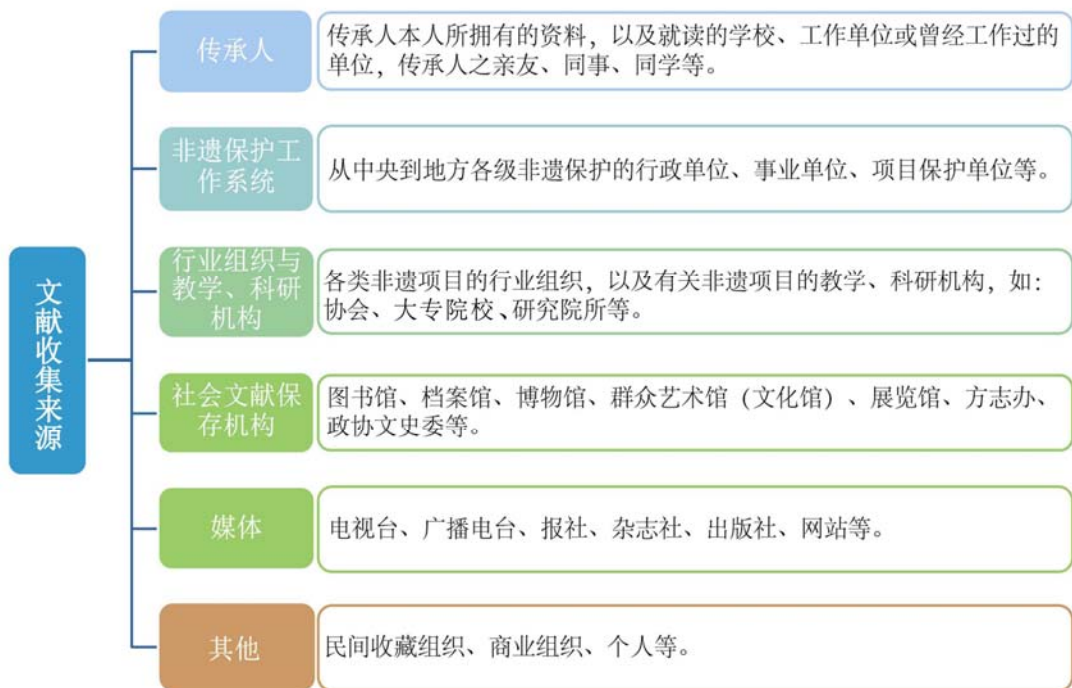 文献收集来源
传承人
传承人本人所拥有的资料，以及就读的学校、工作单位或曾经工作过的
单位，传承人之亲友、同事、同学等。
非遗保护工
作系统
从中央到地方各级非遗保护的行政单位、事业单位、项目保护单位等。
行业组织与
教学、科研
机构
各类非遗项目的行业组织，以及有关非遗项目的教学、科研机构，如：
协会、大专院校、研究院所等。
社会文献保
存机构
图书馆、档案馆、博物馆、群众艺术馆（文化馆）、展览馆、方志办、
政协文史委等。
媒体
电视台、广播电台、报社、杂志社、出版社、网站等。
其他
民间收藏组织、商业组织、个人等。